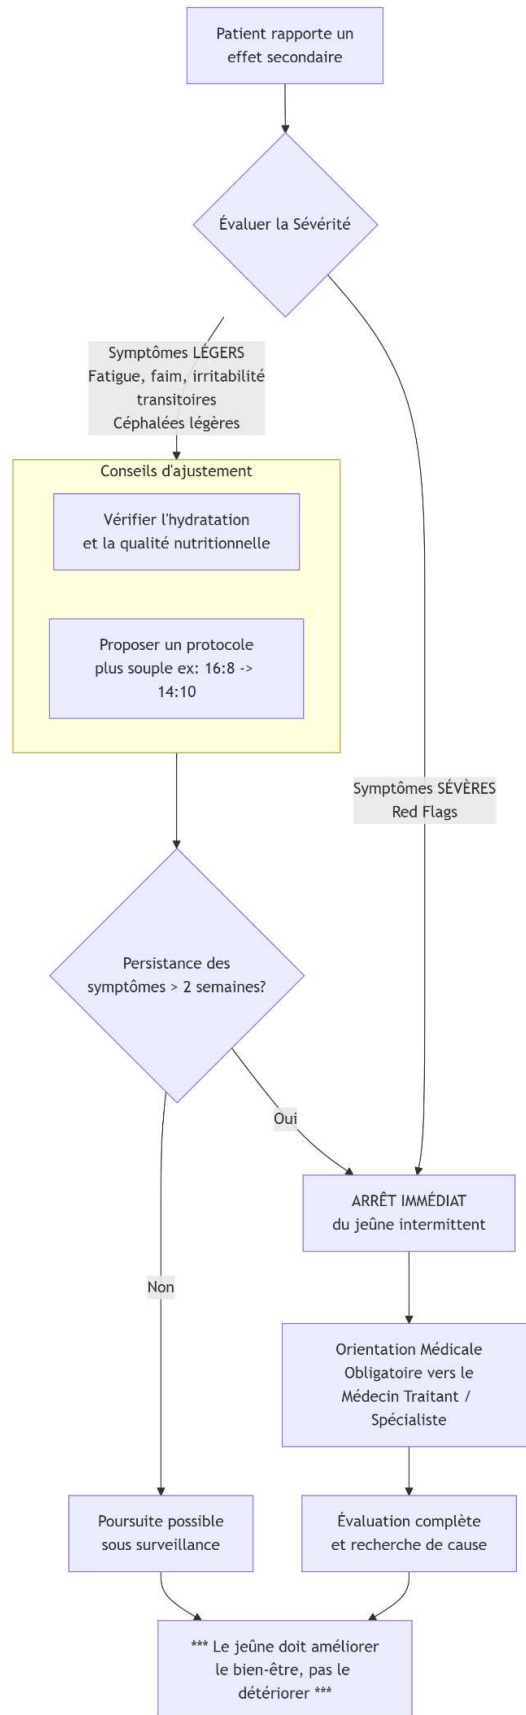 Patient rapporte un
effet secondaire
Évaluer la Sévérité
Symptômes LÉGERS
Fatigue, faim, irritabilité
transitoires
Céphalées légères
Conseils d'ajustement
Vérifier l'hydratation
et la qualité nutritionnelle
Proposer un protocole
plus souple ex: 16:8 ->
14:10
Symptômes SÉVÈRES
Red Flags
Persistance des
symptômes > 2 semaines?
Oui
ARRÊT IMMÉDIAT
du jeûne intermittent
Non
Orientation Médicale
Obligatoire vers le
Médecin Traitant /
Spécialiste
Poursuite possible
sous surveillance
Évaluation complète
et recherche de cause
*** Le jeûne doit améliorer
le bien-être, pas le
détériorer ***